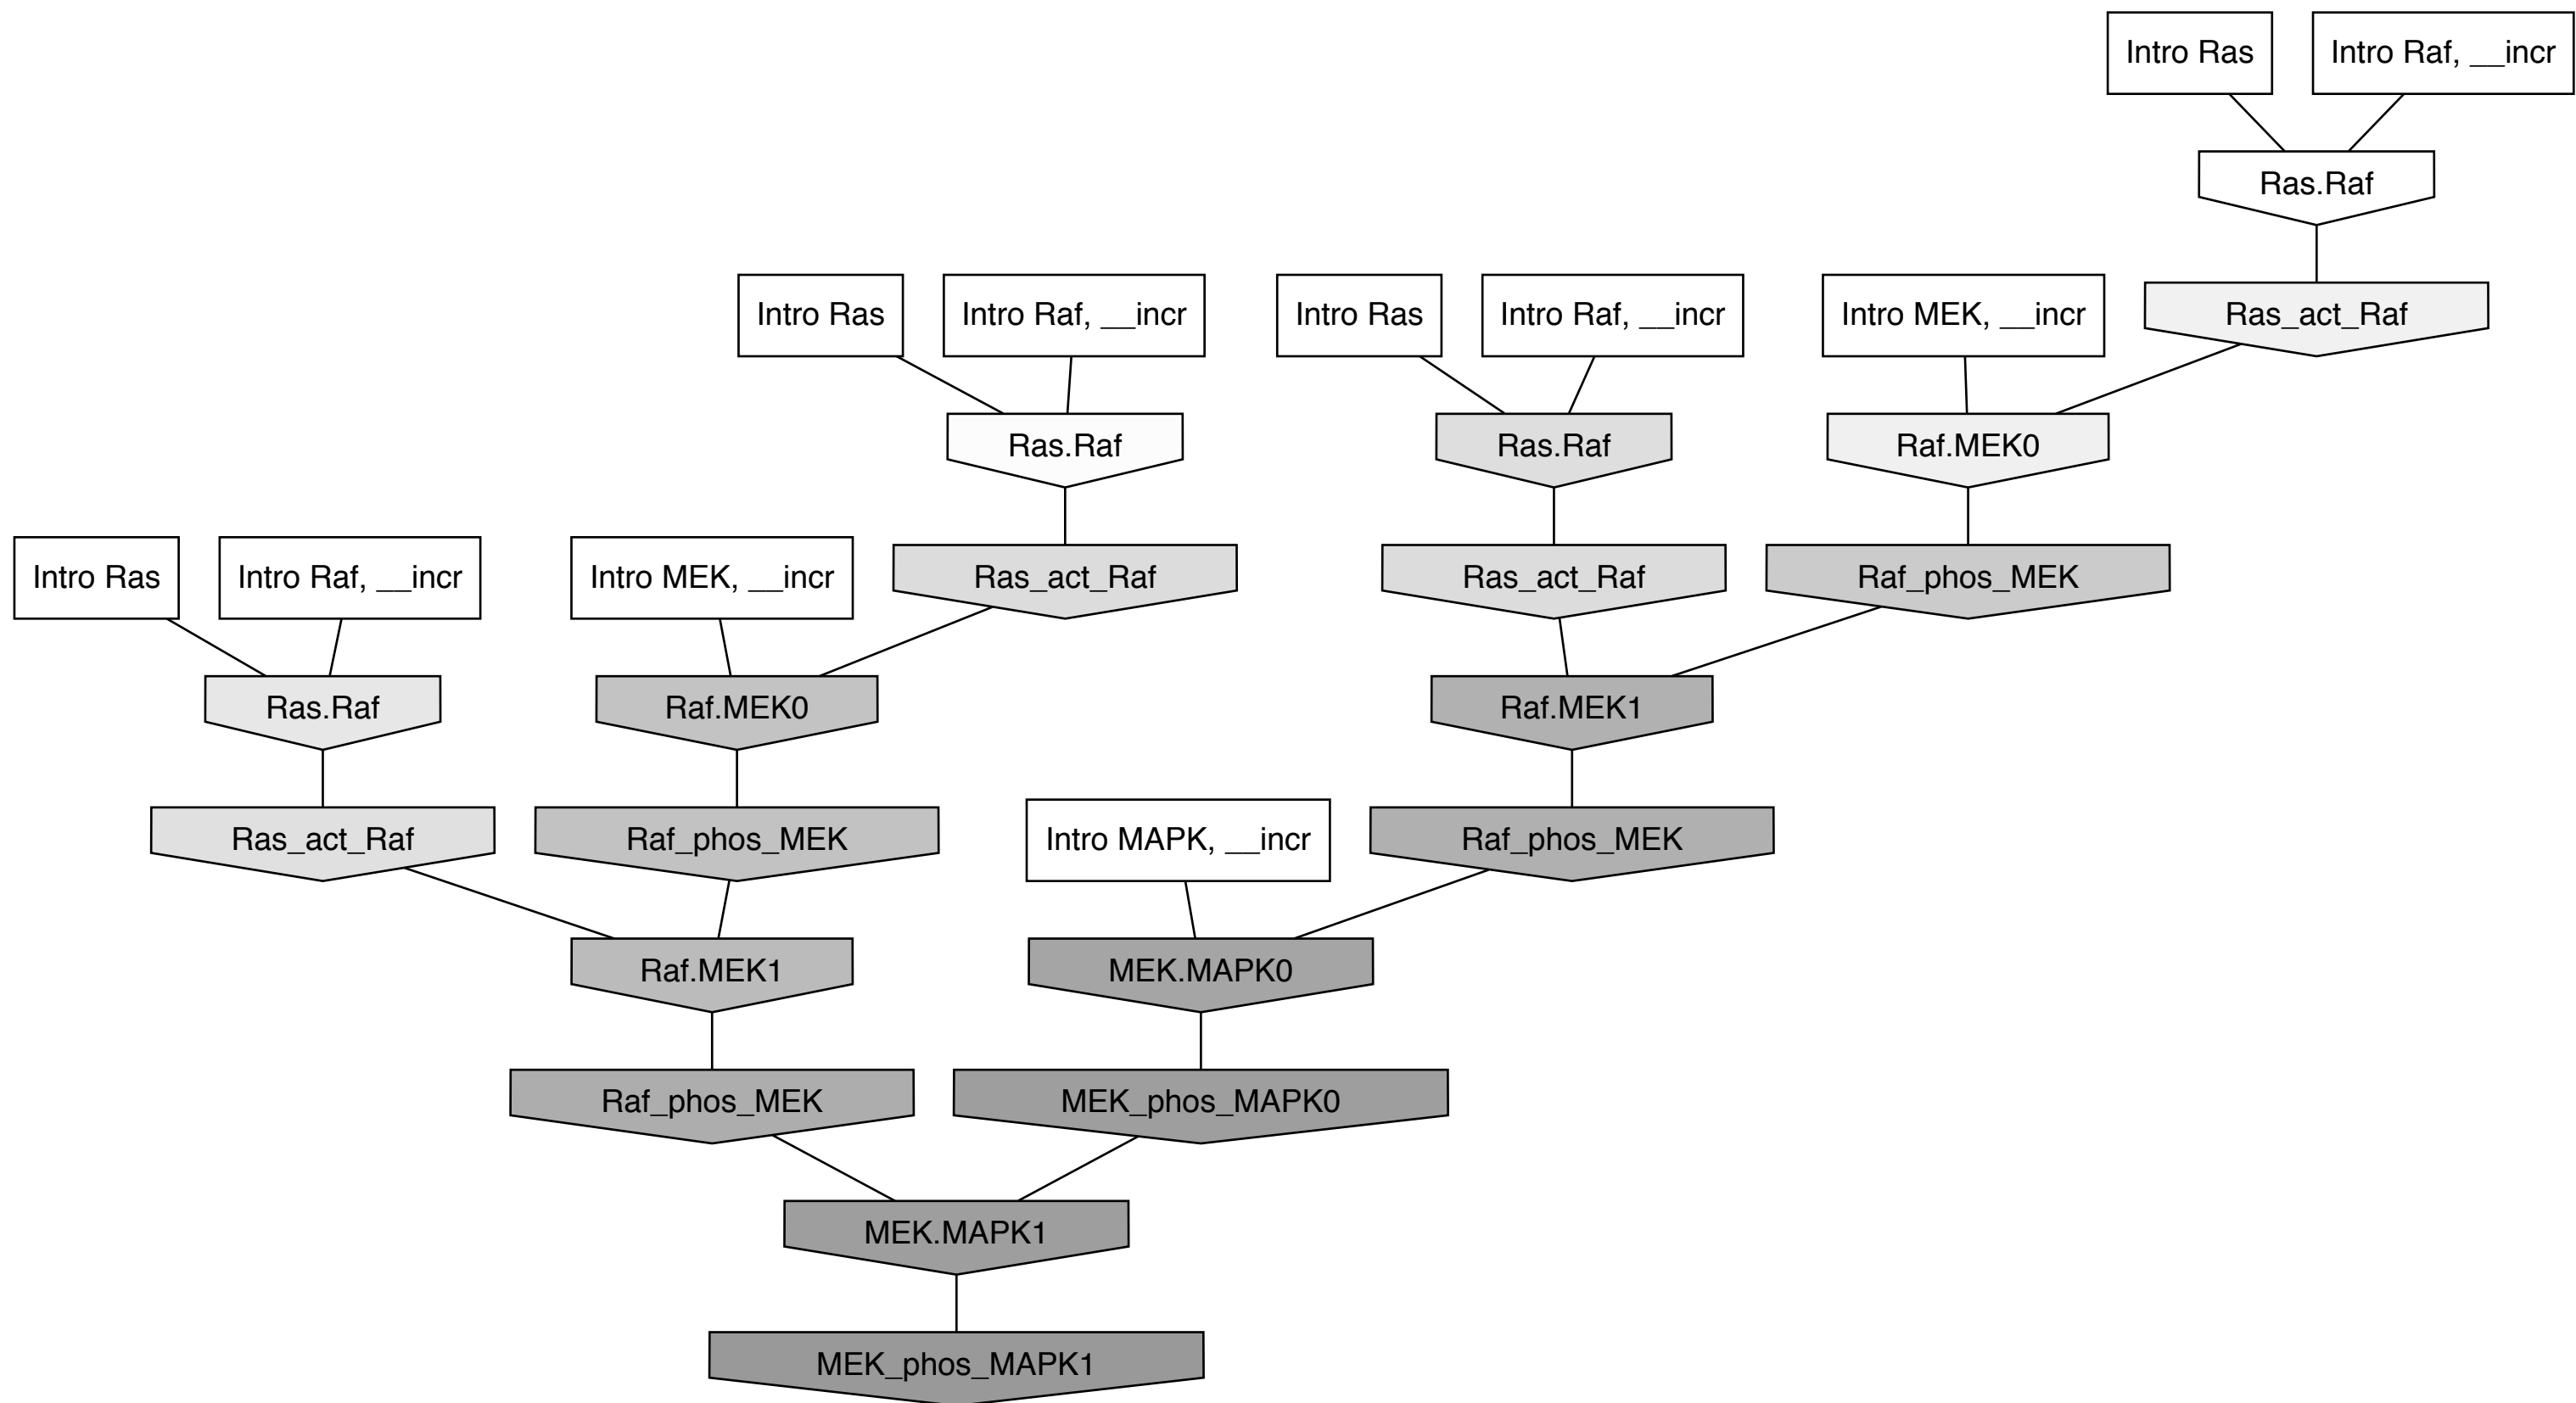 Intro Ras
Intro Raf, __incr
Ras.Raf
Intro Ras
Intro Raf, __incr
Intro Ras
Intro Raf, __incr
Intro MEK, __incr
Ras_act_Raf
Ras.Raf
Ras.Raf
Raf.MEK0
Intro Ras
Intro Raf, __incr
Intro MEK, __incr
Ras_act_Raf
Ras_act_Raf
Raf_phos_MEK
Ras.Raf
Raf.MEK0
Raf.MEK1
Ras_act_Raf
Raf_phos_MEK
Intro MAPK, __incr
Raf_phos_MEK
Raf.MEK1
MEK.MAPK0
Raf_phos_MEK
MEK_phos_MAPK0
MEK.MAPK1
MEK_phos_MAPK1